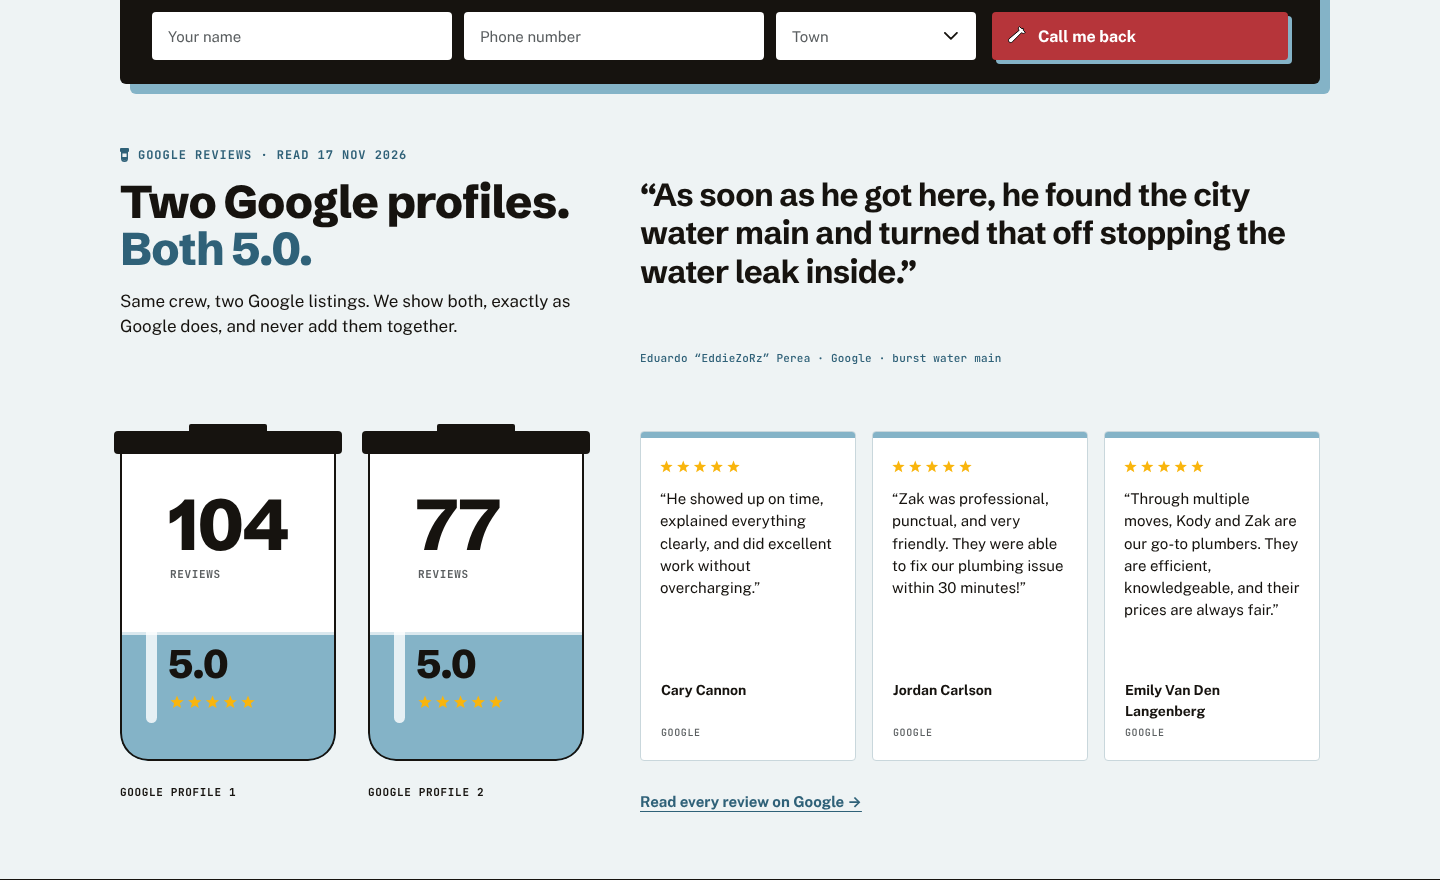 Your name
Phone number
Town
Call me back
GOOGLE REVIEWS · READ 17 NOV 2026
Two Google profiles.
Both 5.0.
Same crew, two Google listings. We show both, exactly as
Google does, and never add them together.
“As soon as he got here, he found the city
water main and turned that off stopping the
water leak inside.”
Eduardo “EddieZoRz” Perea · Google · burst water main
104
REVIEWS
5.0
GOOGLE PROFILE 1
77
REVIEWS
5.0
GOOGLE PROFILE 2
“He showed up on time,
explained everything
clearly, and did excellent
work without
overcharging.”
Cary Cannon
GOOGLE
“Zak was professional,
punctual, and very
friendly. They were able
to fix our plumbing issue
within 30 minutes!”
Jordan Carlson
GOOGLE
“Through multiple
moves, Kody and Zak are
our go-to plumbers. They
are efficient,
knowledgeable, and their
prices are always fair.”
Emily Van Den
Langenberg
GOOGLE
Read every review on Google →